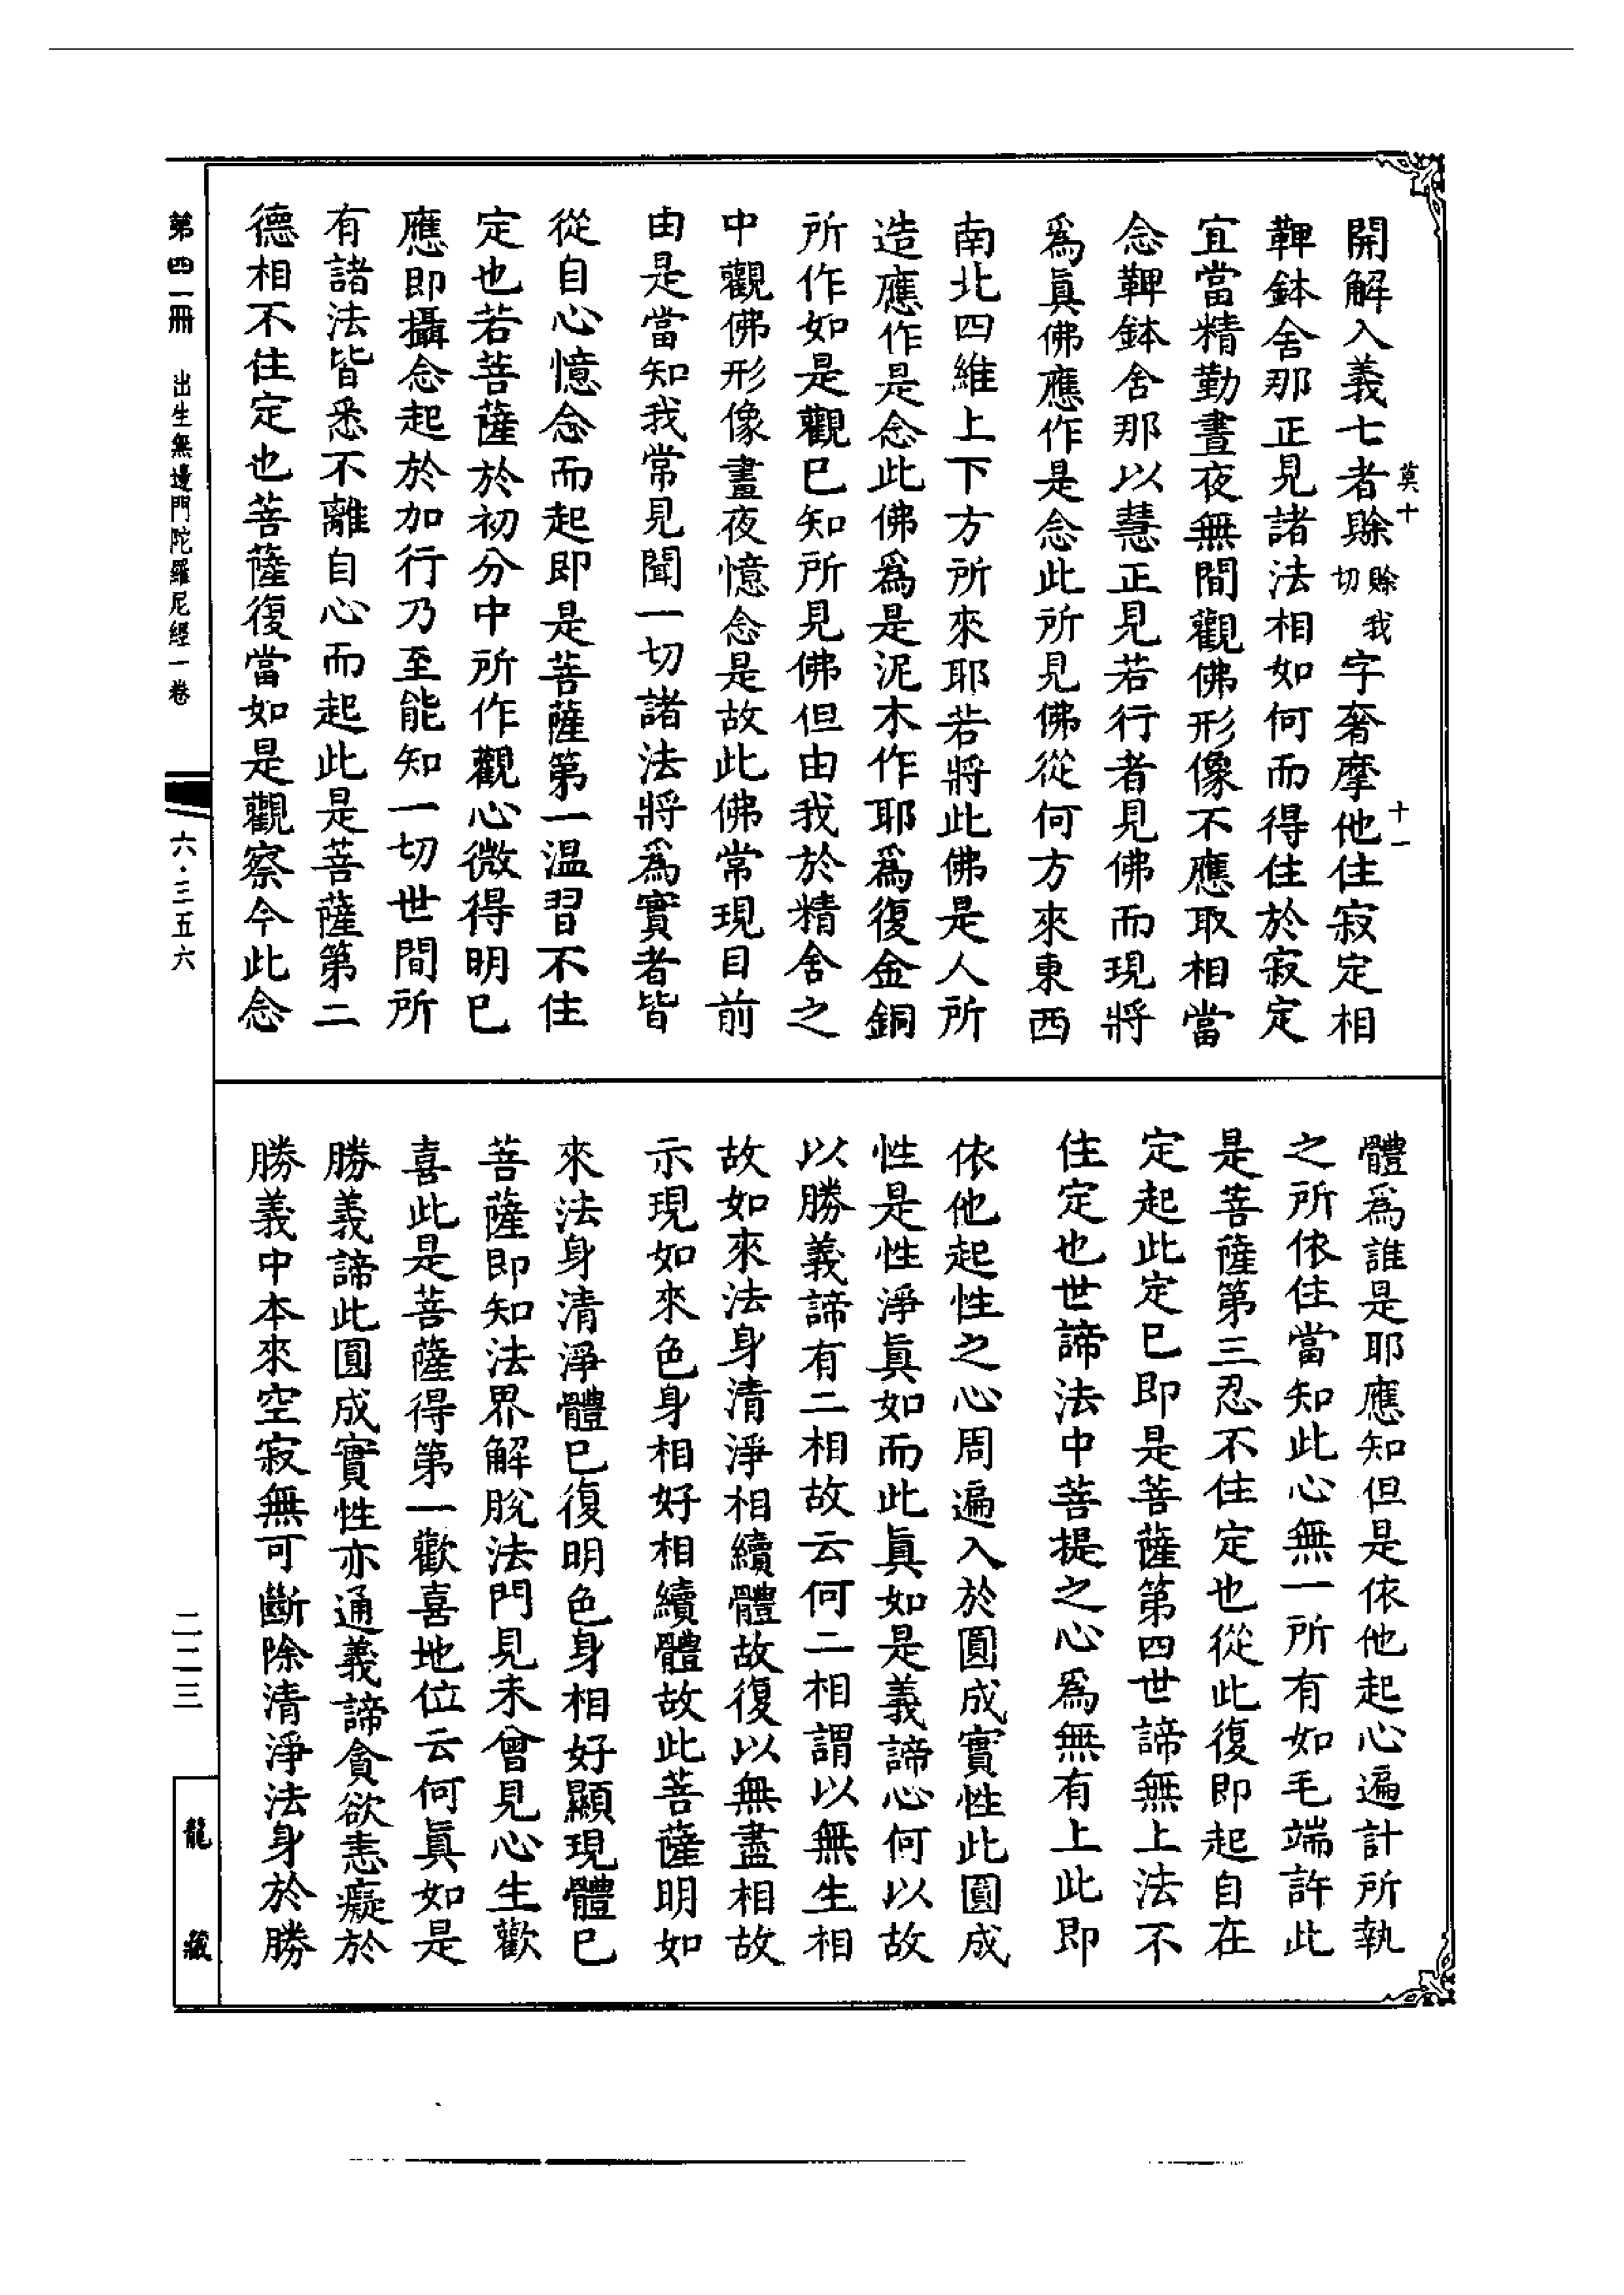 開解入義七者賖賖我切字奢摩他住寂定相
莫十
十一
鞞鉢舍那正見諸法相如何而得住於寂定
宜當精勤晝夜無間觀佛形像不應取相當
念鞞鉢舍那以慧正見若行者見佛而現將
爲真佛應作是念此所見佛從何方來東西
南北四維上下方所來耶若將此佛是人所
造應作是念此佛爲是泥木作耶爲復金銅
所作如是觀已知所見佛但由我於精舍之
中觀佛形像晝夜憶念是故此佛常現目前
由是當知我常見聞一切諸法將爲實者皆
從自心憶念而起即是菩薩第一溫習不住
定也若菩薩於初分中所作觀心微得明已
應即攝念起於加行乃至能知一切世間所
有諸法皆悉不離自心而起此是菩薩第二
德相不住定也菩薩復當如是觀察今此念
體爲誰是耶應知但是依他起心遍計所執
之所依住當知此心無一所有如毛端許此
是菩薩第三忍不住定也從此復即起自在
定起此定已即是菩薩第四世諦無上法不
住定也世諦法中菩提之心爲無有上此即
依他起性之心周遍入於圓成實性此圓成
性是性淨真如而此真如是義諦心何以故
以勝義諦有二相故云何二相謂以無生相
故如來法身清淨相續體故復以無盡相故
示現如來色身相好相續體故此菩薩明如
來法身清淨體已復明色身相好顯現體已
菩薩即知法界解脫法門見未曾見心生歡
喜此是菩薩得第一歡喜地位云何真如是
勝義諦此圓成實性亦通義諦貪欲恚癡於
勝義中本來空寂無可斷除清淨法身於勝
第四一冊 出生無邊門陀羅尼經一卷
六·三五六
二二三
龍藏